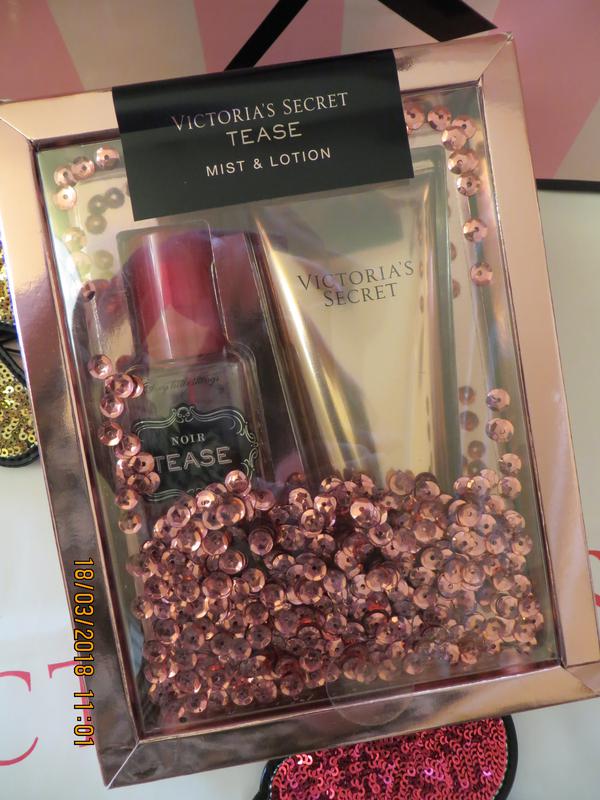 VICTORIA'S SECRET
TEASE
MIST & LOTION
VICTORIA'S
SECRET
NOIR
TEASE
18/03/2018 11:01